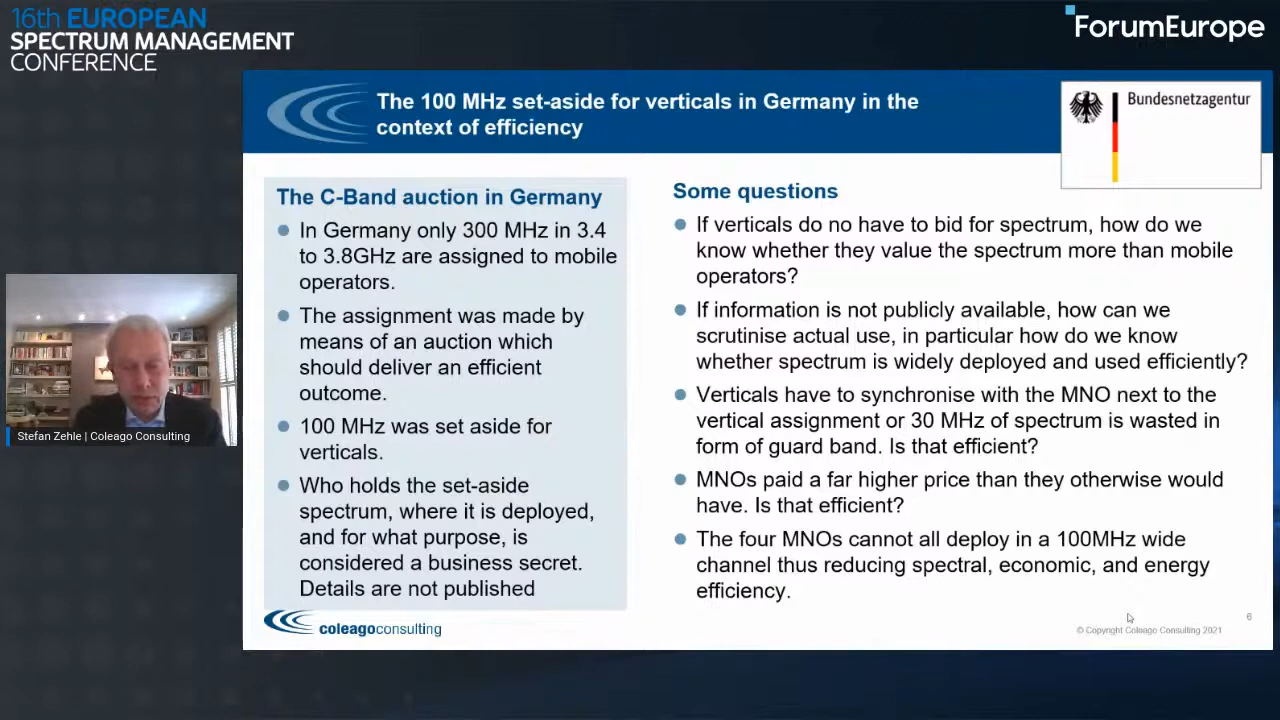 16th EUROPEAN
SPECTRUM MANAGEMENT
CONFERENCE
ForumEurope
The 100 MHz set-aside for verticals in Germany in the
context of efficiency
Bundesnetzagentur
The C-Band auction in Germany
In Germany only 300 MHz in 3.4
to 3.8GHz are assigned to mobile
operators.
The assignment was made by
means of an auction which
should deliver an efficient
outcome.
100 MHz was set aside for
verticals.
Who holds the set-aside
spectrum, where it is deployed,
and for what purpose, is
considered a business secret.
Details are not published
Some questions
If verticals do no have to bid for spectrum, how do we
know whether they value the spectrum more than mobile
operators?
If information is not publicly available, how can we
scrutinise actual use, in particular how do we know
whether spectrum is widely deployed and used efficiently?
Verticals have to synchronise with the MNO next to the
vertical assignment or 30 MHz of spectrum is wasted in
form of guard band. Is that efficient?
MNOs paid a far higher price than they otherwise would
have. Is that efficient?
The four MNOs cannot all deploy in a 100MHz wide
channel thus reducing spectral, economic, and energy
efficiency.
Stefan Zehle | Coleago Consulting
coleagoconsulting
6
© Copyright Coleago Consulting 2021